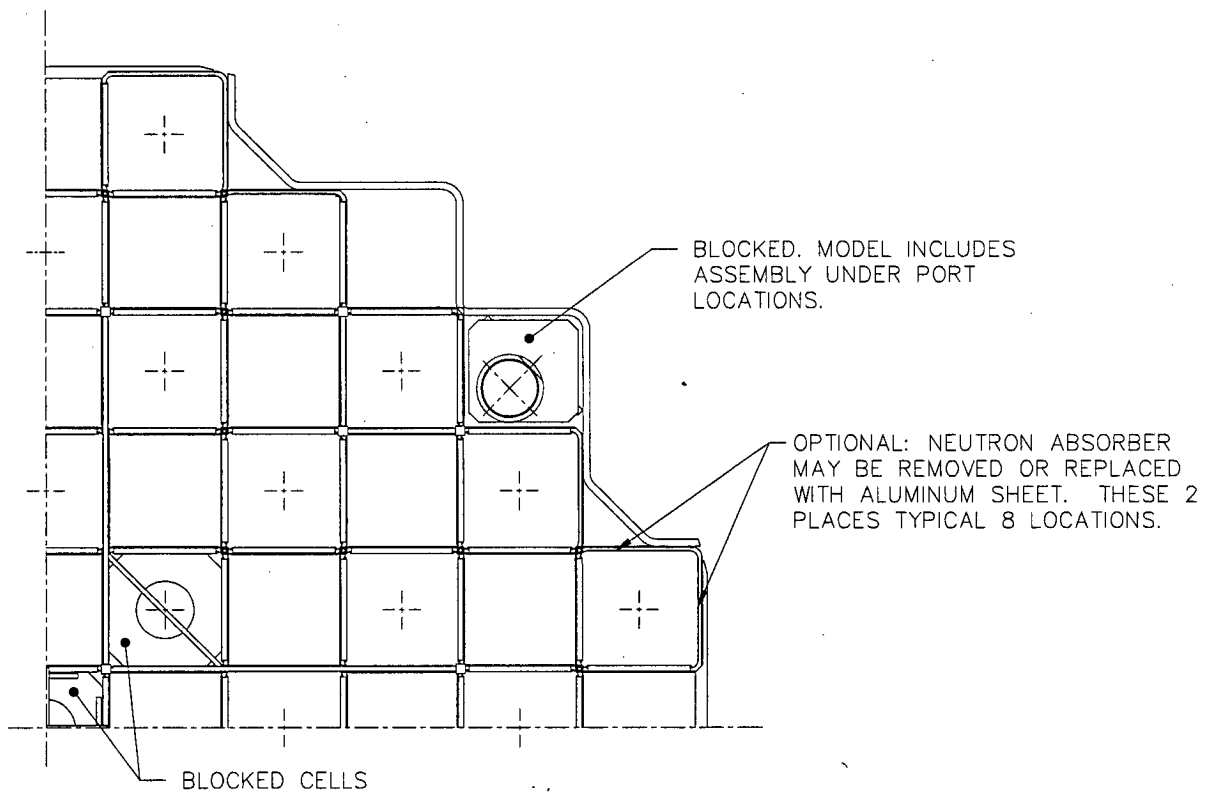 BLOCKED. MODEL INCLUDES
ASSEMBLY UNDER PORT
LOCATIONS.
OPTIONAL: NEUTRON ABSORBER
MAY BE REMOVED OR REPLACED
WITH ALUMINUM SHEET. THESE 2
PLACES TYPICAL 8 LOCATIONS.
BLOCKED CELLS